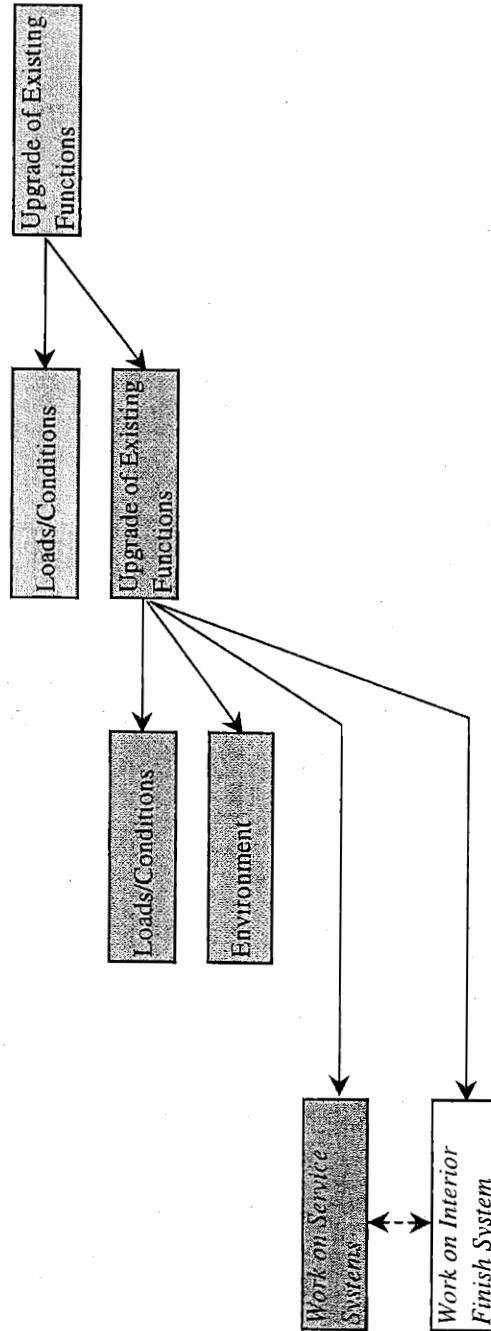 Work on Service
Systems
Work on Interior
Finish System
Loads/Conditions
Environment
Loads/Conditions
Upgrade of Existing
Functions
Upgrade of Existing
Functions